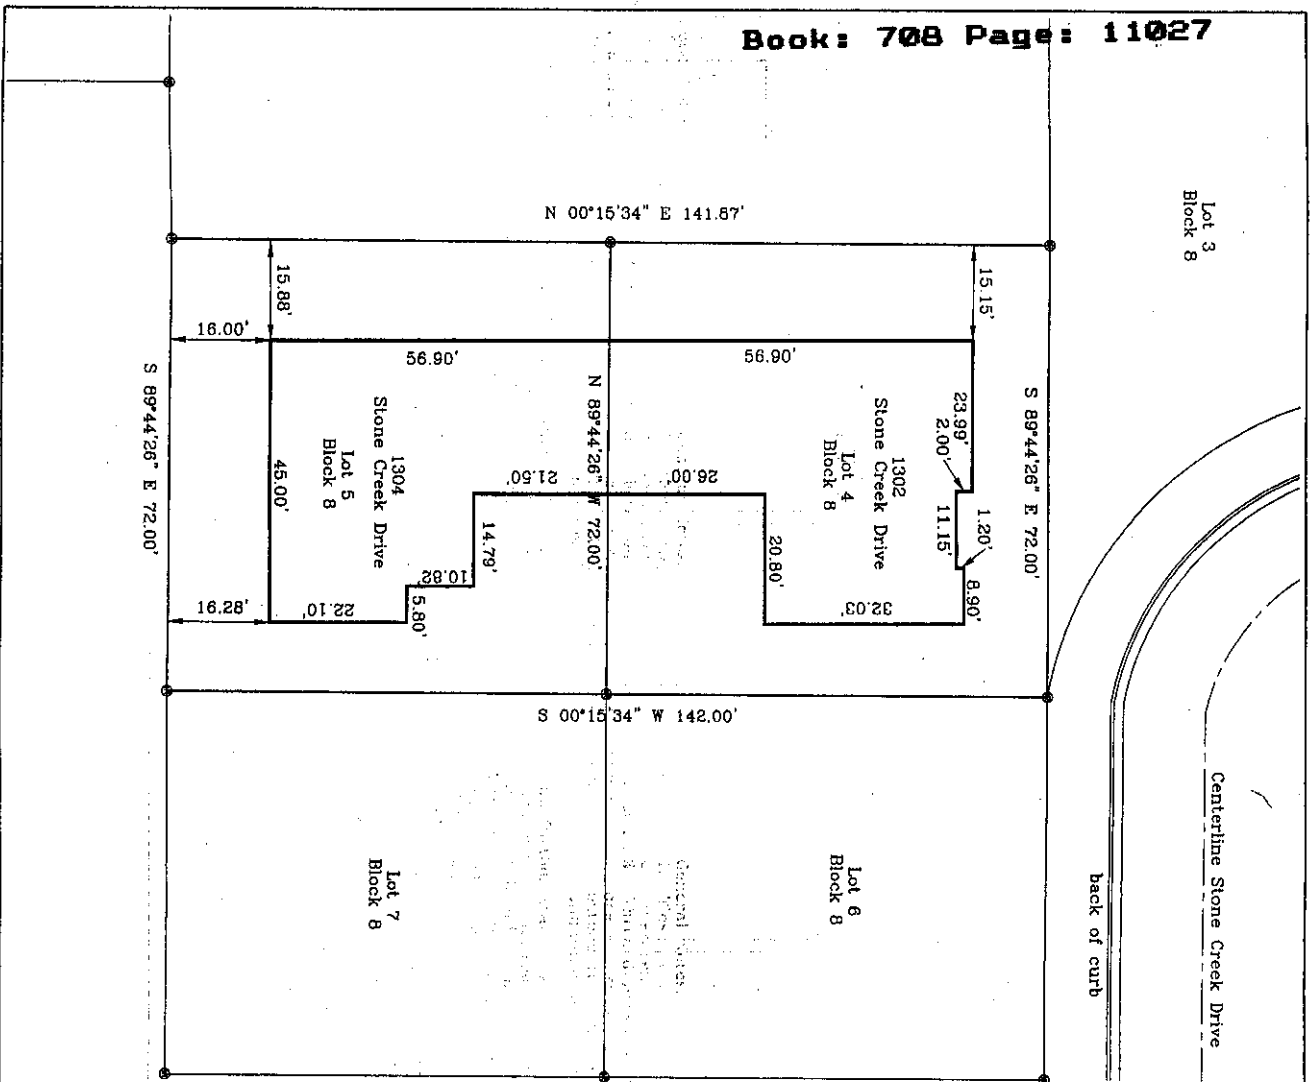 Book: 708 Page: 11027
Lot 3
Block 8
N 00°15'34" E 141.87'
15.88'
15.15'
16.00'
56.90'
56.90'
S 89°44'26" E 72.00'
N 89°44'26" W 72.00'
S 89°44'26" E 72.00'
23.99'
2.00'
1302
Stone Creek Drive
Lot 4
Block 8
1304
Stone Creek Drive
Lot 5
Block 8
45.00'
21.50'
26.00'
11.15'
1.20'
14.79'
20.80'
10.82'
5.80'
8.90'
16.28'
22.10'
32.03'
S 00°15'34" W 142.00'
Centerline Stone Creek Drive
back of curb
Lot 6
Block 8
Lot 7
Block 8
General Notes: